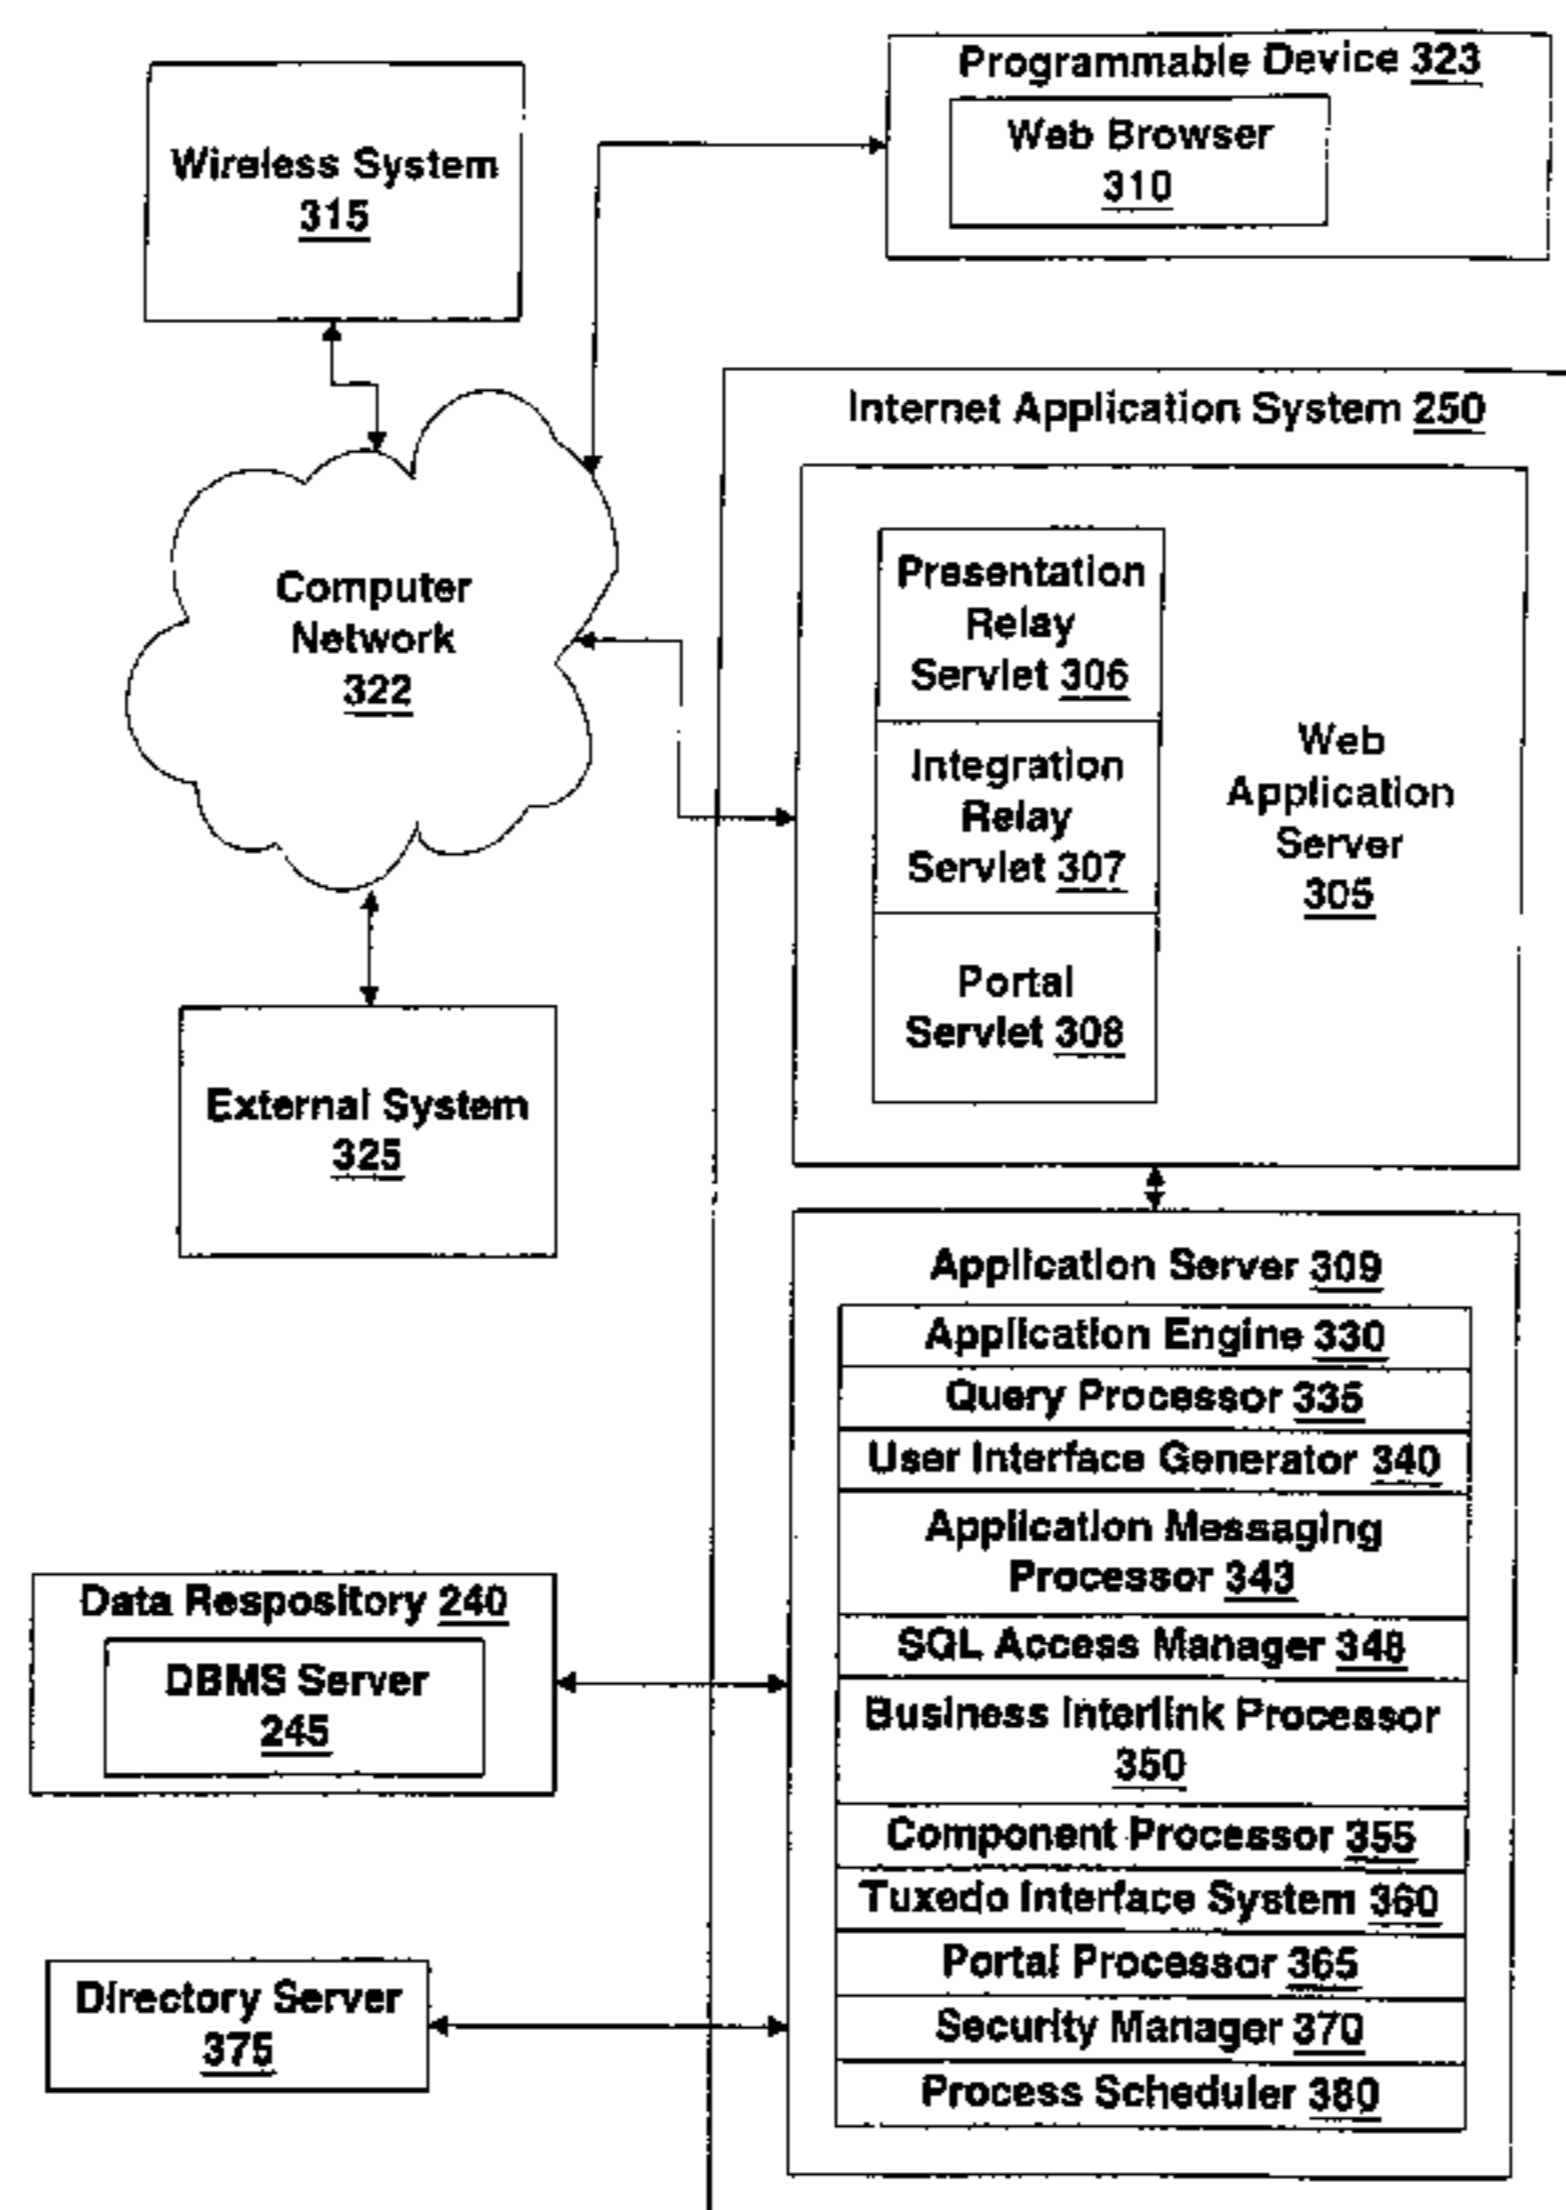 Programmable Device 323
Web Browser
310
Wireless System
315
Internet Application System 250
Computer
Network
322
Presentation
Relay
Servlet 306
Integration
Relay
Servlet 307
Portal
Servlet 308
Web
Application
Server
305
External System
325
Application Server 309
Application Engine 330
Query Processor 335
User Interface Generator 340
Application Messaging
Processor 343
SQL Access Manager 348
Business Interlink Processor
350
Component Processor 355
Tuxedo Interface System 360
Portal Processor 365
Security Manager 370
Process Scheduler 380
Data Respository 240
DBMS Server
245
Directory Server
375